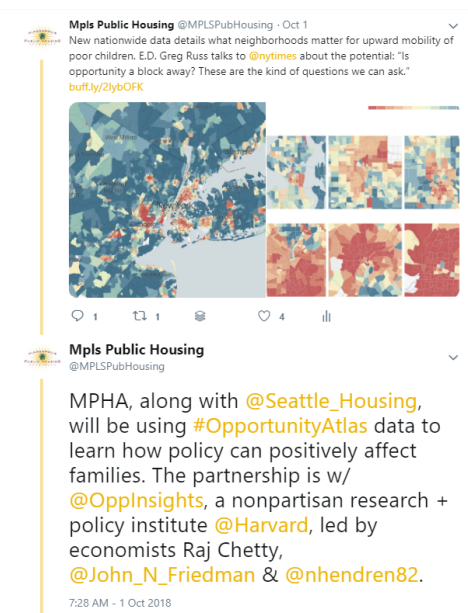 Mpls Public Housing @MPLSPubHousing · Oct 1
New nationwide data details what neighborhoods matter for upward mobility of
poor children. E.D. Greg Russ talks to @nytimes about the potential: "Is
opportunity a block away? These are the kind of questions we can ask."
buff.ly/2IybOFK
New York
1 1 4
Mpls Public Housing
@MPLSPubHousing
MPHA, along with @Seattle_Housing,
will be using #OpportunityAtlas data to
learn how policy can positively affect
families. The partnership is w/
@OppInsights, a nonpartisan research +
policy institute @Harvard, led by
economists Raj Chetty,
@John_N_Friedman & @nhendren82.
7:28 AM - 1 Oct 2018